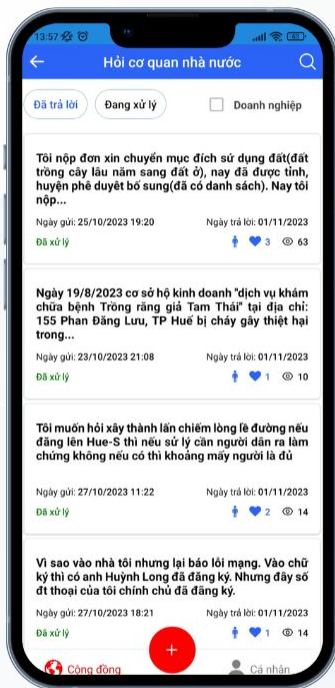 13:57
Hỏi cơ quan nhà nước
Đã trả lời
Đang xử lý
Doanh nghiệp
Tôi nộp đơn xin chuyển mục đích sử dụng đất(đất
trồng cây lâu năm sang đất ở), nay đã được tỉnh,
huyện phê duyêt bổ sung(đã có danh sách). Nay tôi
nộp...
Ngày gửi: 25/10/2023 19:20
Ngày trả lời: 01/11/2023
Đã xử lý
3
63
Ngày 19/8/2023 cơ sở hộ kinh doanh "dịch vụ khám
chữa bệnh Trồng răng giả Tam Thái" tại địa chỉ:
155 Phan Đăng Lưu, TP Huế bị cháy gây thiệt hại
trong...
Ngày gửi: 23/10/2023 21:08
Ngày trả lời: 01/11/2023
Đã xử lý
1
10
Tôi muốn hỏi xây thành lấn chiếm lòng lề đường nếu
đăng lên Hue-S thì nếu sử lý cần người dân ra làm
chứng không nếu có thì khoảng mấy người là đủ
Ngày gửi: 27/10/2023 11:22
Ngày trả lời: 01/11/2023
Đã xử lý
2
14
Vì sao vào nhà tôi nhưng lại báo lỗi mạng. Vào chữ
ký thì có anh Huỳnh Long đã đăng ký. Nhưng đây số
đt thoại của tôi chính chủ đã đăng ký.
Ngày gửi: 27/10/2023 18:21
Ngày trả lời: 01/11/2023
Đã xử lý
1
14
Cộng đồng
Cá nhân